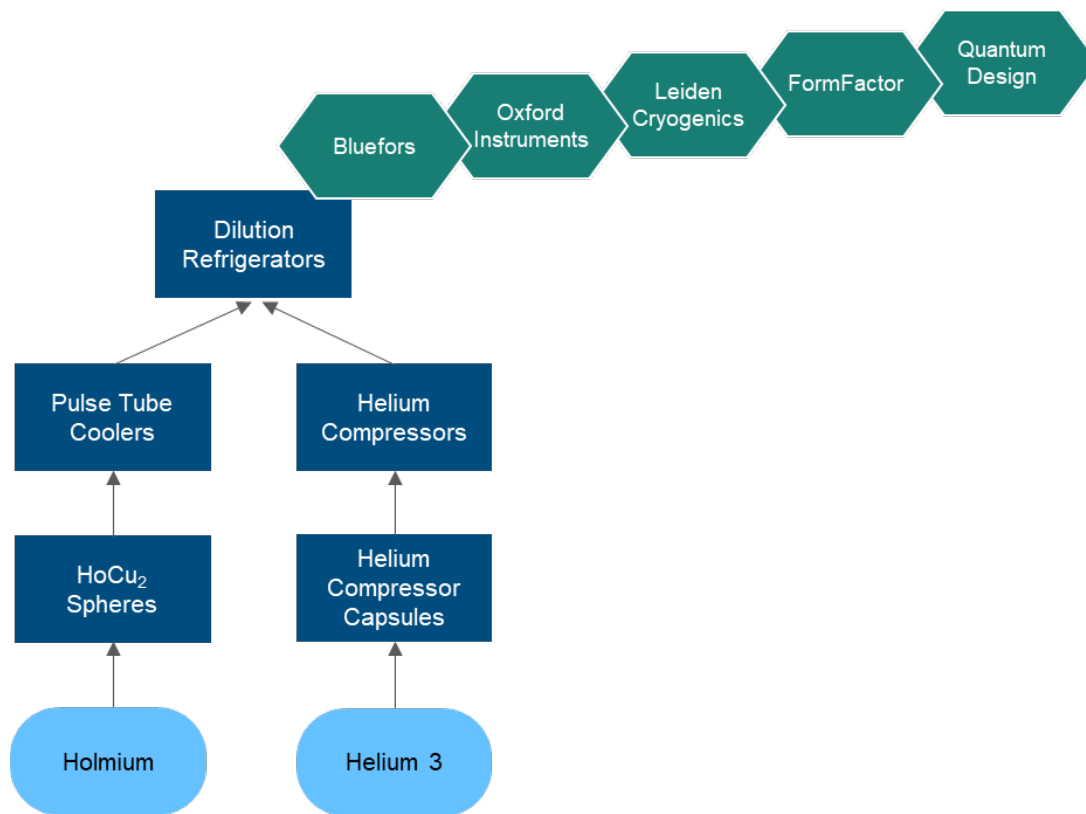 Quantum
Design
FormFactor
Leiden
Cryogenics
Oxford
Instruments
Bluefors
Dilution
Refrigerators
Pulse Tube
Coolers
Helium
Compressors
HoCu₂
Spheres
Helium
Compressor
Capsules
Holmium
Helium 3